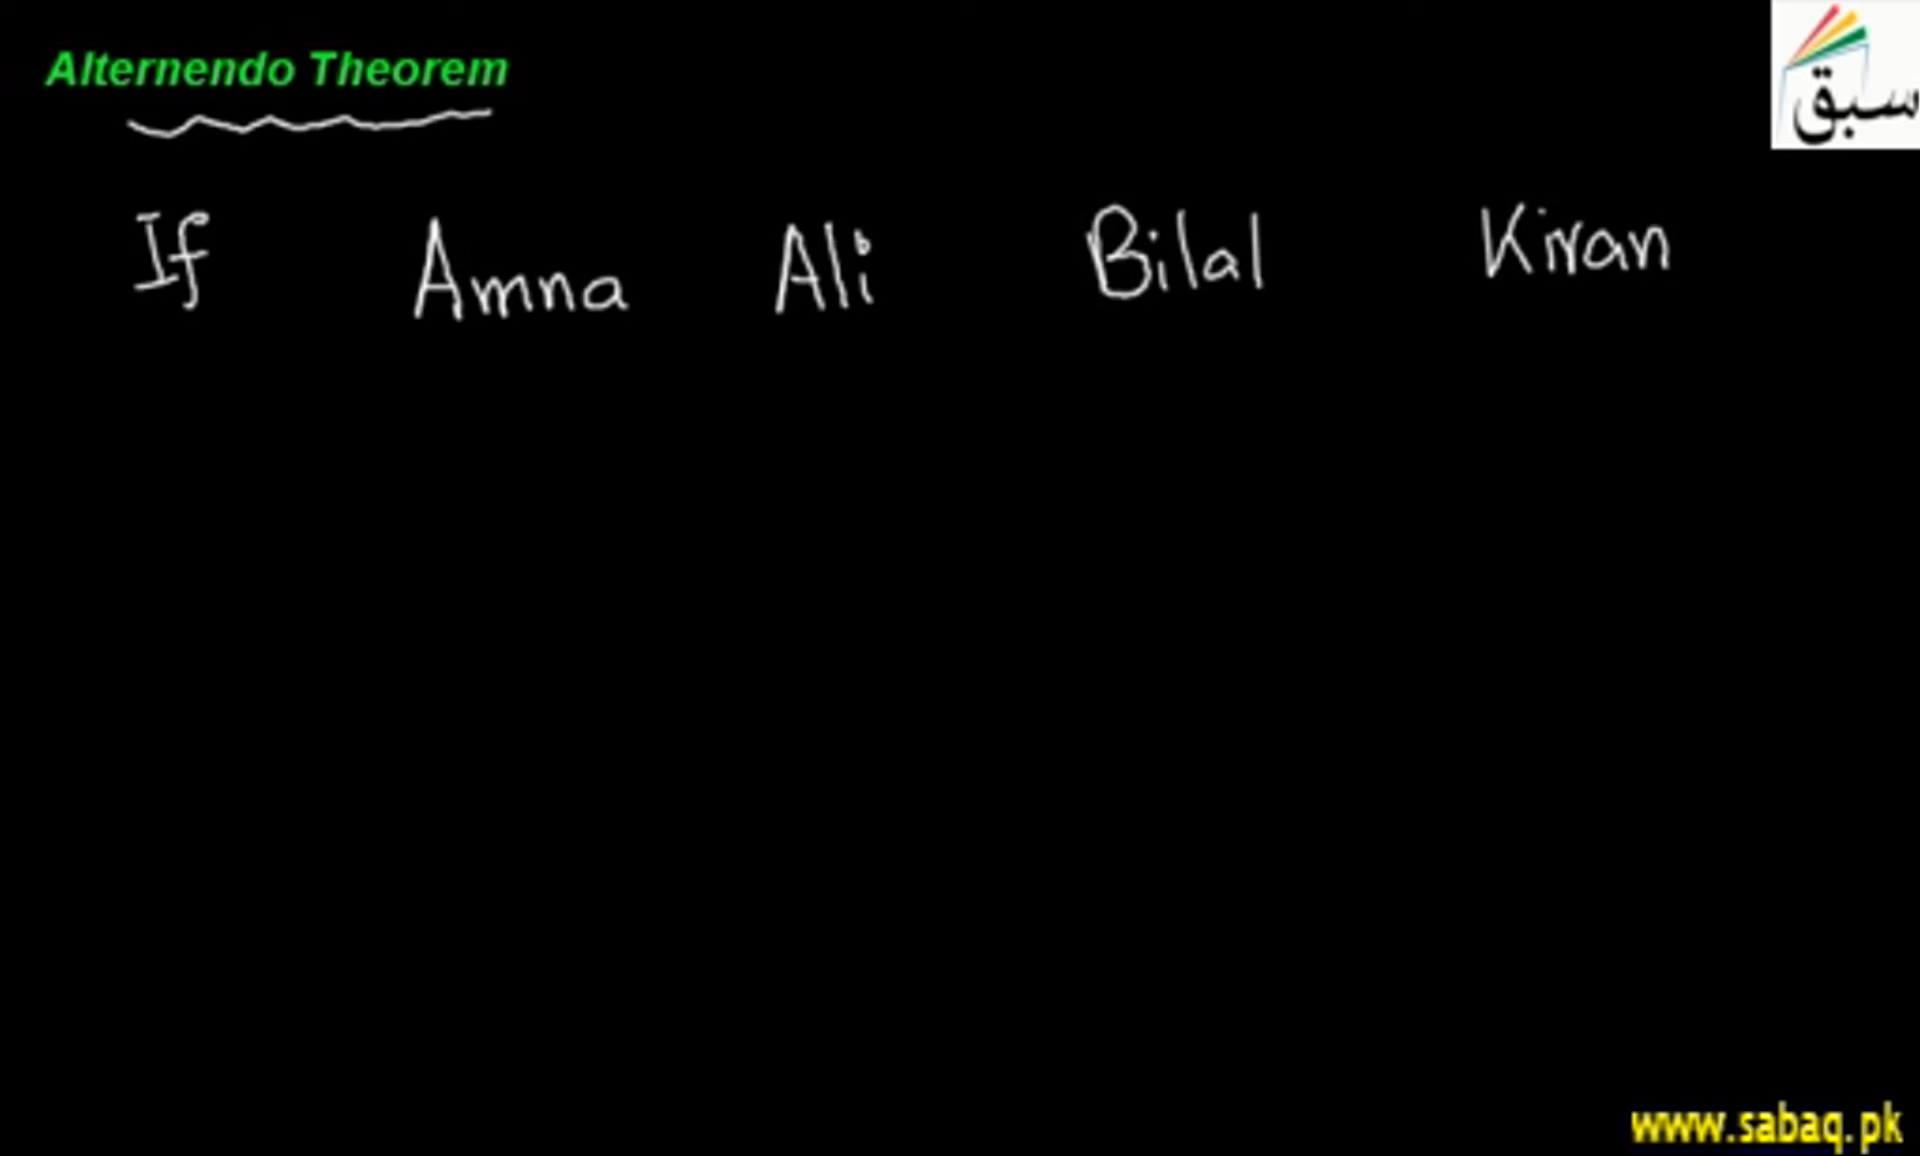 Alternendo Theorem
سبق
If Amna Ali Bilal Kiran
www.sabaq.pk